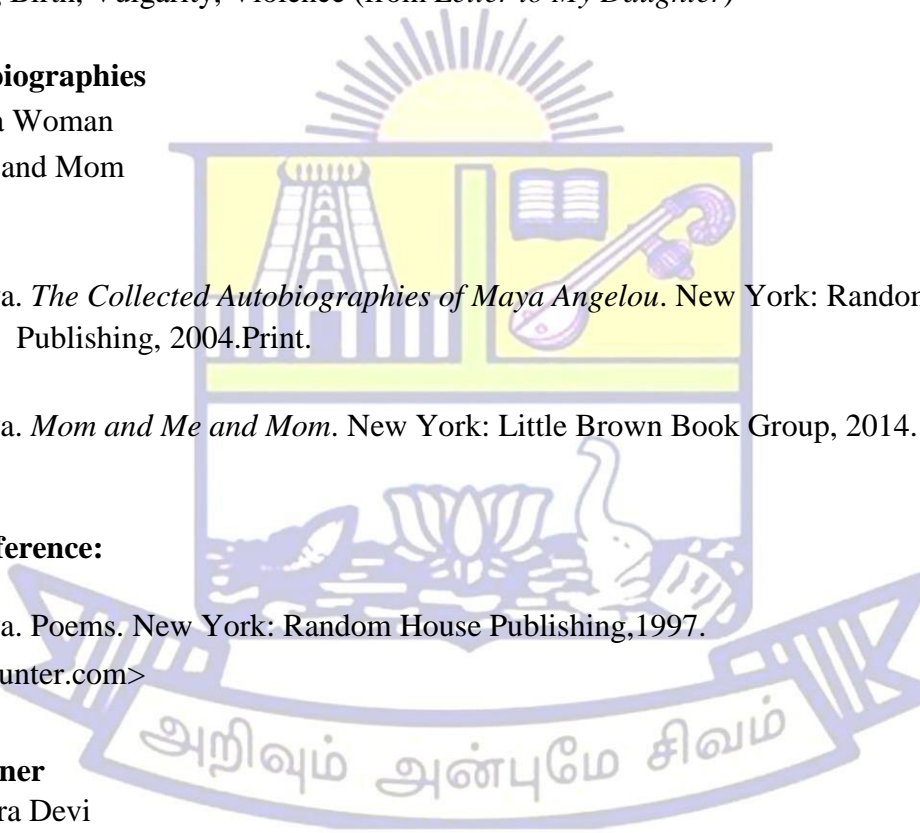 Birth, Vulgarity, Violence (from Letter to My Daughter)
biographies
a Woman
and Mom
a. The Collected Autobiographies of Maya Angelou. New York: Random
Publishing, 2004.Print.
a. Mom and Me and Mom. New York: Little Brown Book Group, 2014.
ference:
a. Poems. New York: Random House Publishing,1997.
unter.com>
அறிவும் அன்புமே சிவம்
ner
ra Devi